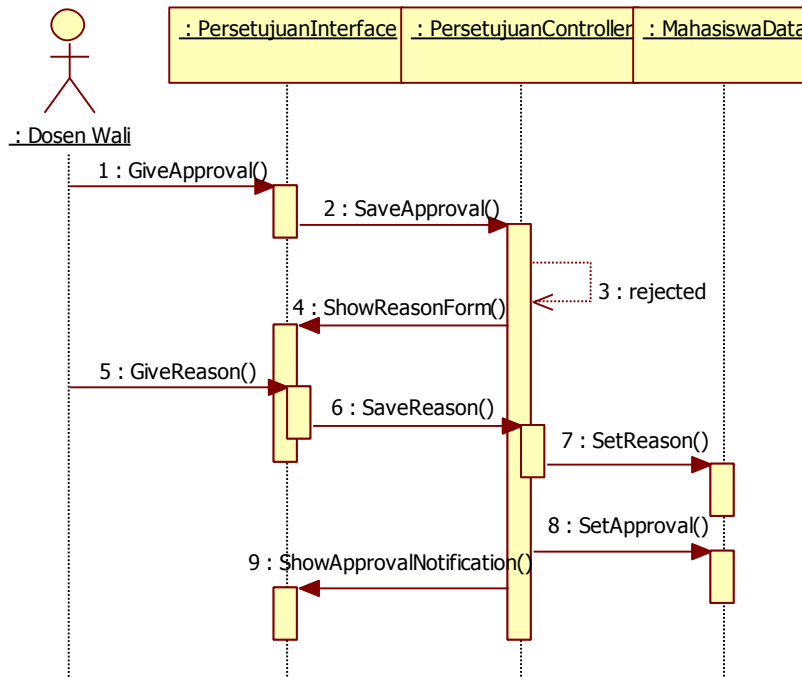 : PersetujuanInterface
: PersetujuanController
: MahasiswaData
: Dosen Wali
1 : GiveApproval()
2 : SaveApproval()
3 : rejected
4 : ShowReasonForm()
5 : GiveReason()
6 : SaveReason()
7 : SetReason()
8 : SetApproval()
9 : ShowApprovalNotification()